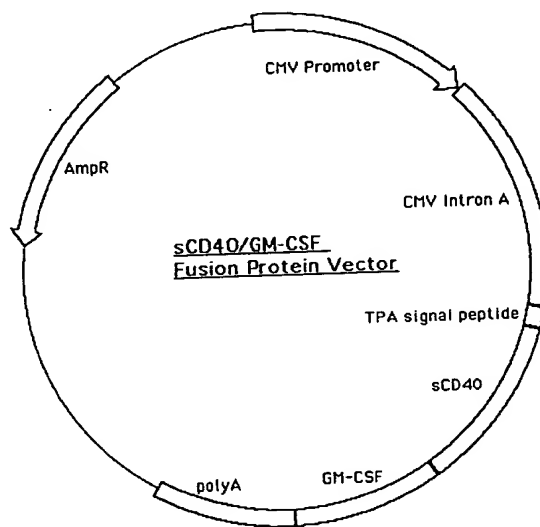 CMV Promoter
AmpR
CMV Intron A
sCD40/GM-CSF
Fusion Protein Vector
TPA signal peptide
sCD40
GM-CSF
polyA